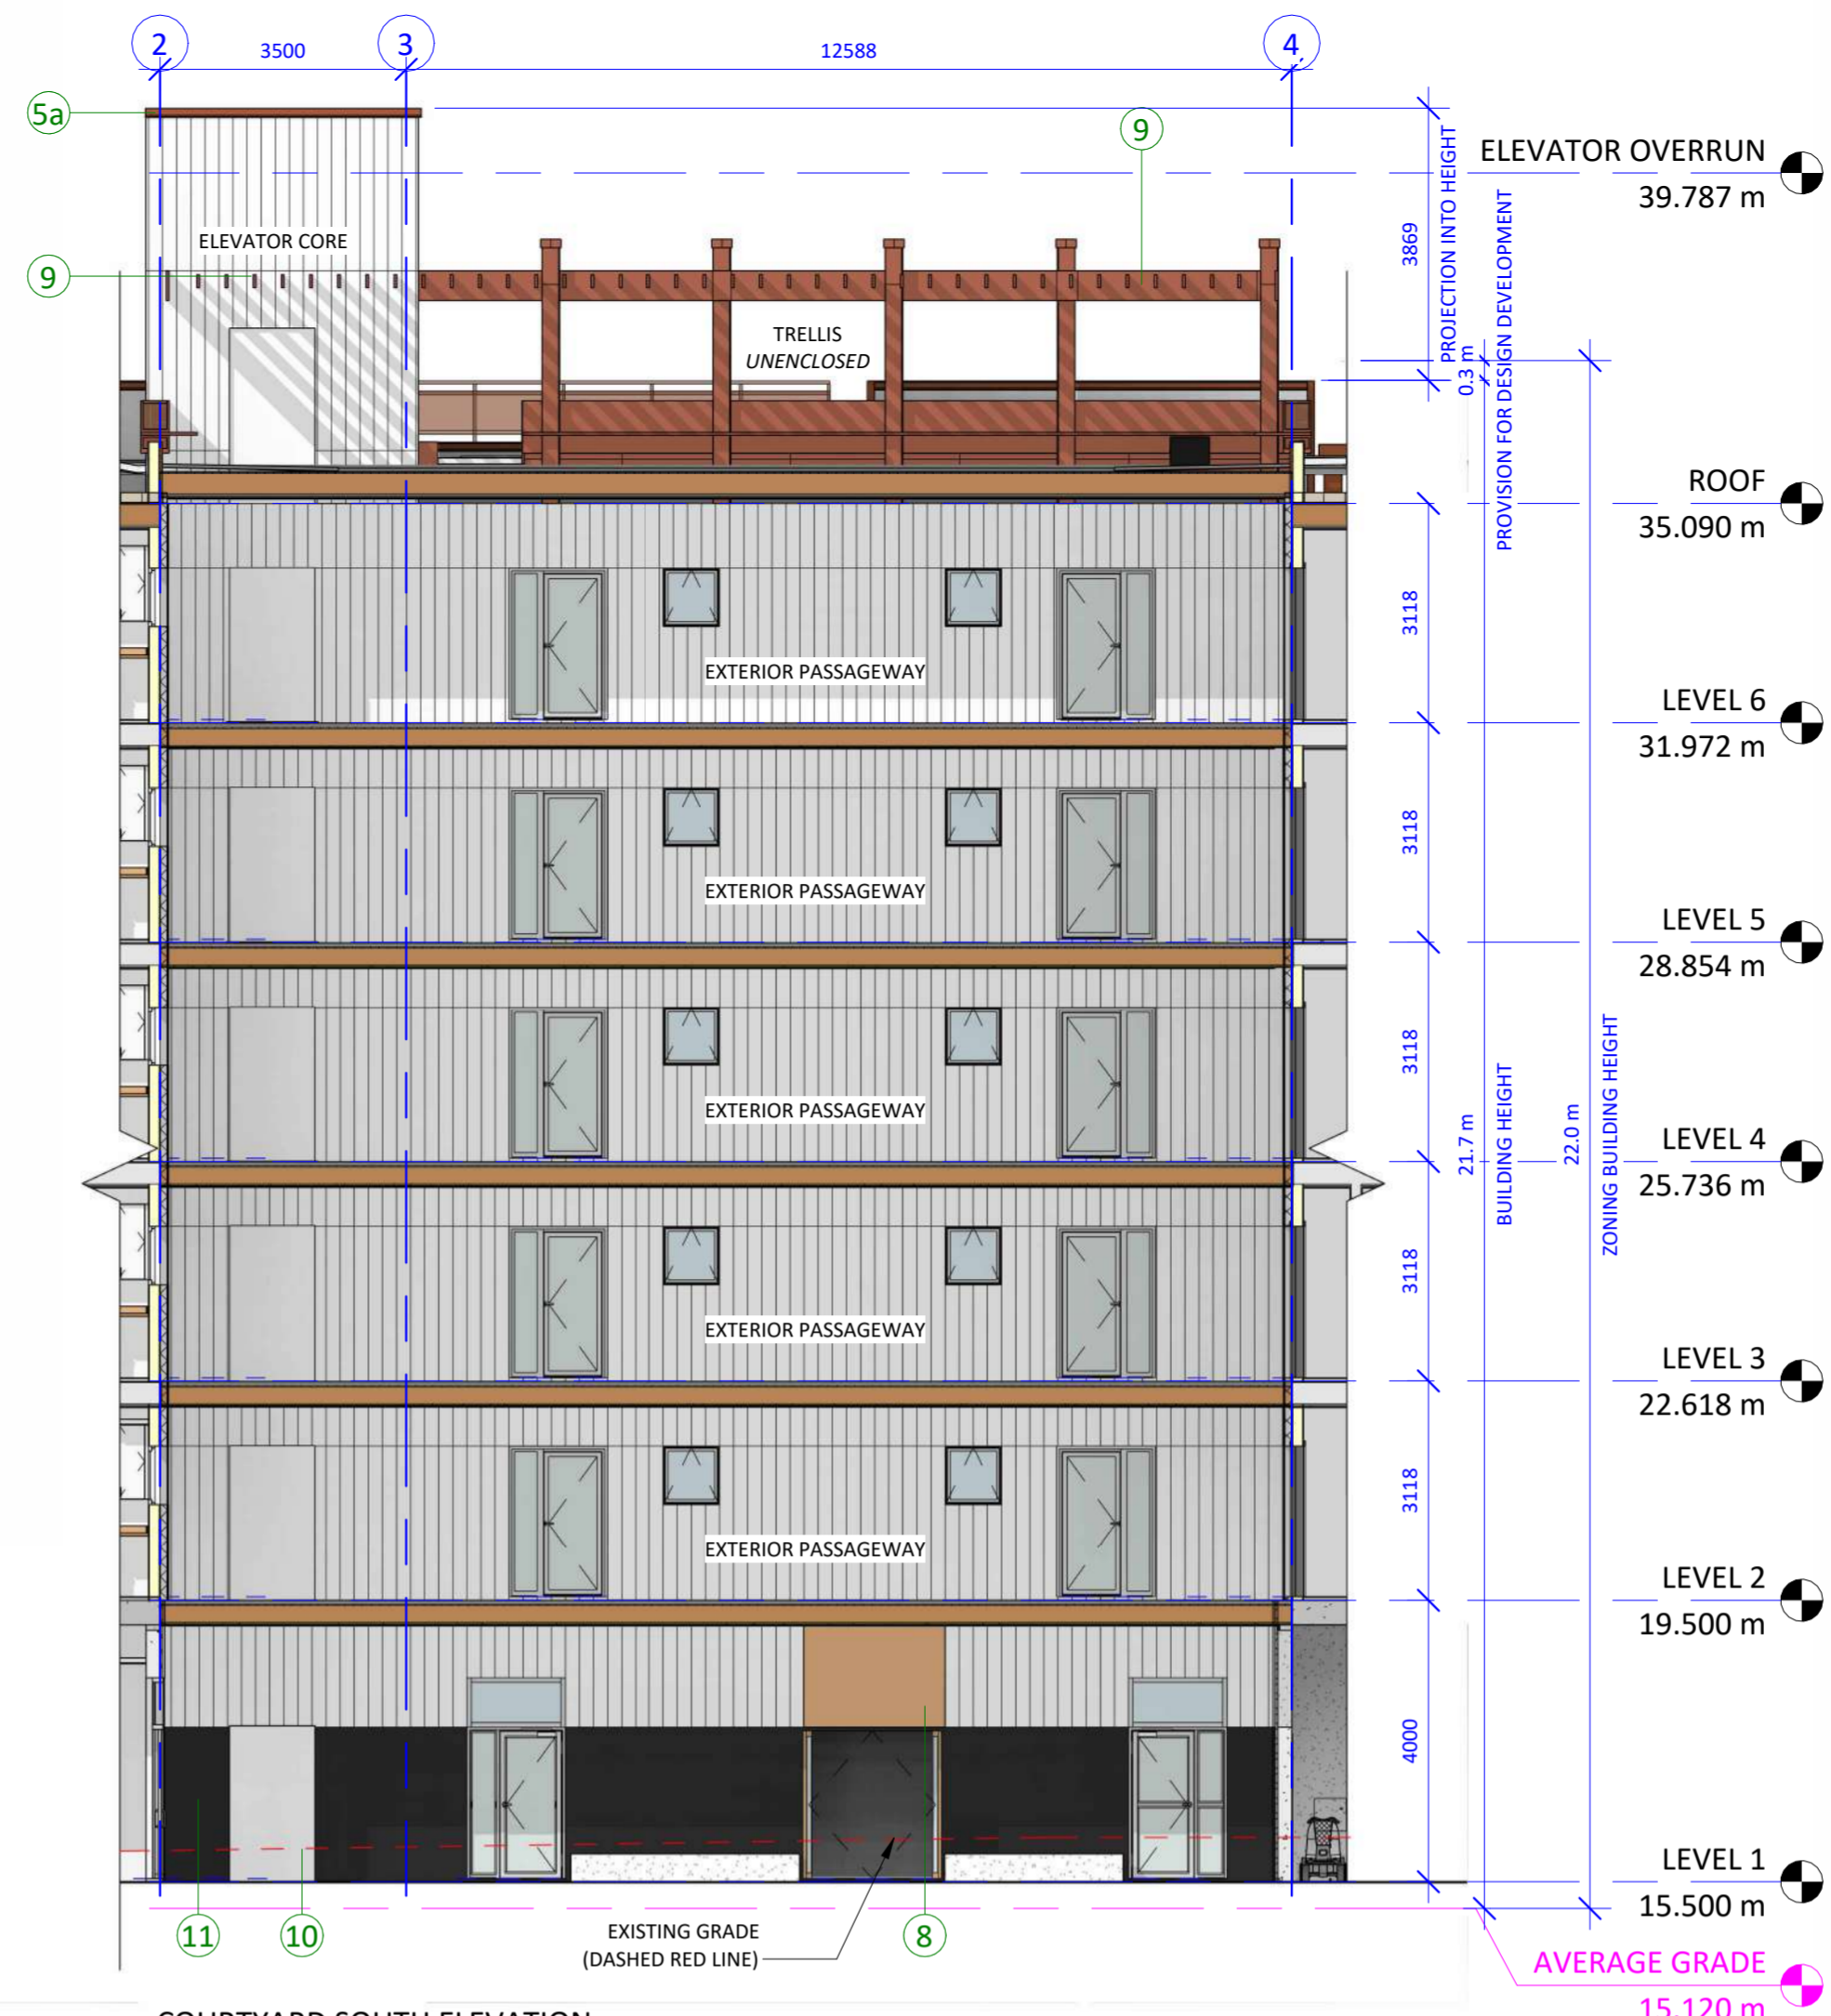 2
3500
3
12588
4
5a
9
ELEVATOR OVERRUN
39.787 m
PROJECTION INTO HEIGHT
3869
ELEVATOR CORE
9
TRELLIS
UNENCLOSED
0.3 m
PROVISION FOR DESIGN DEVELOPMENT
ROOF
35.090 m
3118
EXTERIOR PASSAGEWAY
LEVEL 6
31.972 m
3118
EXTERIOR PASSAGEWAY
LEVEL 5
28.854 m
3118
EXTERIOR PASSAGEWAY
21.7 m
BUILDING HEIGHT
22.0 m
ZONING BUILDING HEIGHT
LEVEL 4
25.736 m
3118
EXTERIOR PASSAGEWAY
LEVEL 3
22.618 m
3118
EXTERIOR PASSAGEWAY
LEVEL 2
19.500 m
4000
LEVEL 1
15.500 m
11
10
EXISTING GRADE
(DASHED RED LINE)
8
AVERAGE GRADE
15.120 m
COURTYARD SOUTH ELEVATION